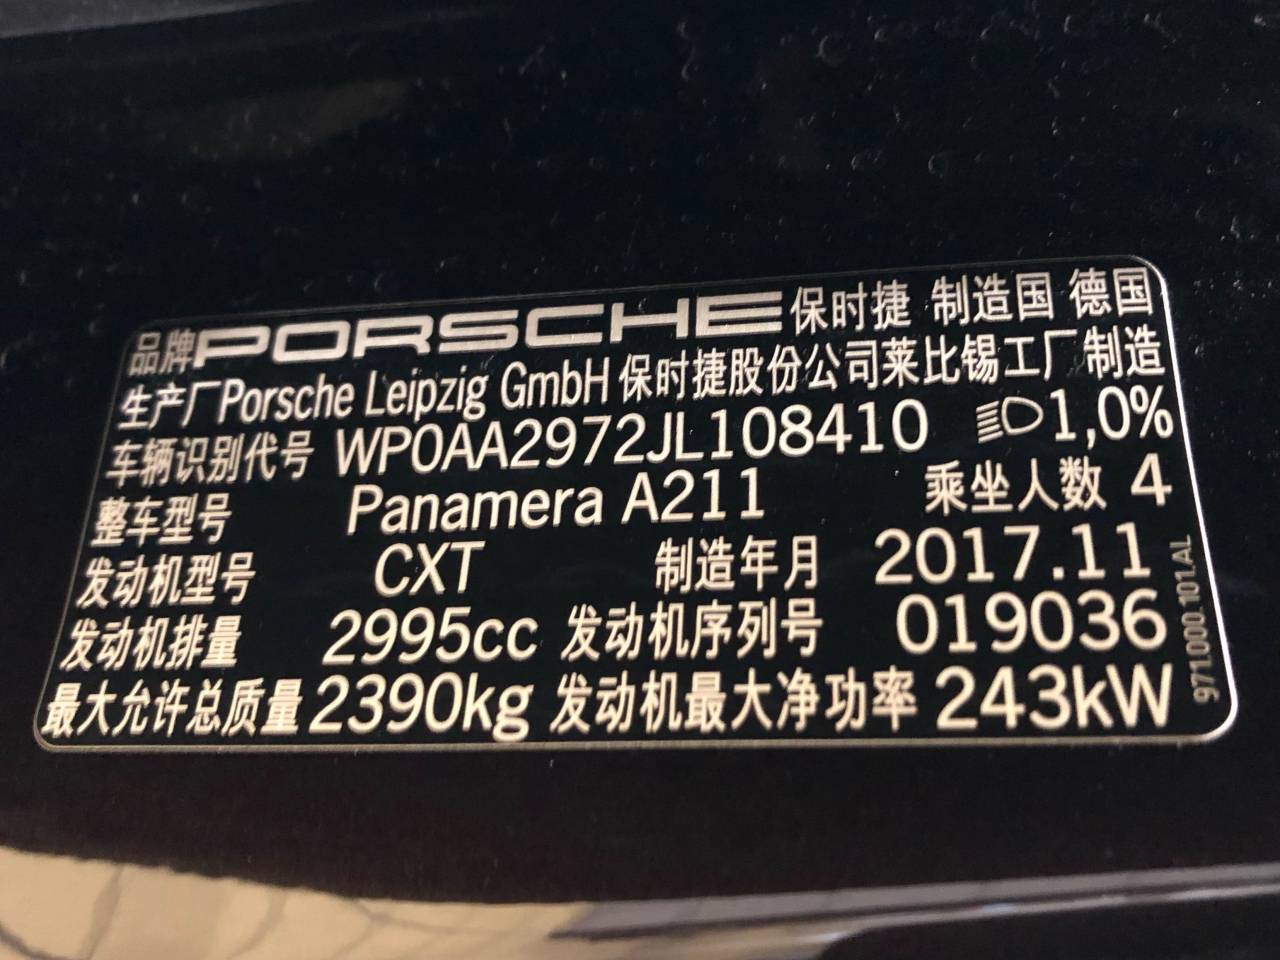 品牌PORSCHE保时捷 制造国 德国
生产厂Porsche Leipzig GmbH保时捷股份公司莱比锡工厂制造
车辆识别代号 WP0AA2972JL108410 1,0%
整车型号 Panamera A211 乘坐人数 4
发动机型号 CXT 制造年月 2017.11
发动机排量 2995cc 发动机序列号 019036
最大允许总质量 2390kg 发动机最大净功率 243kW
971.000.101.AL